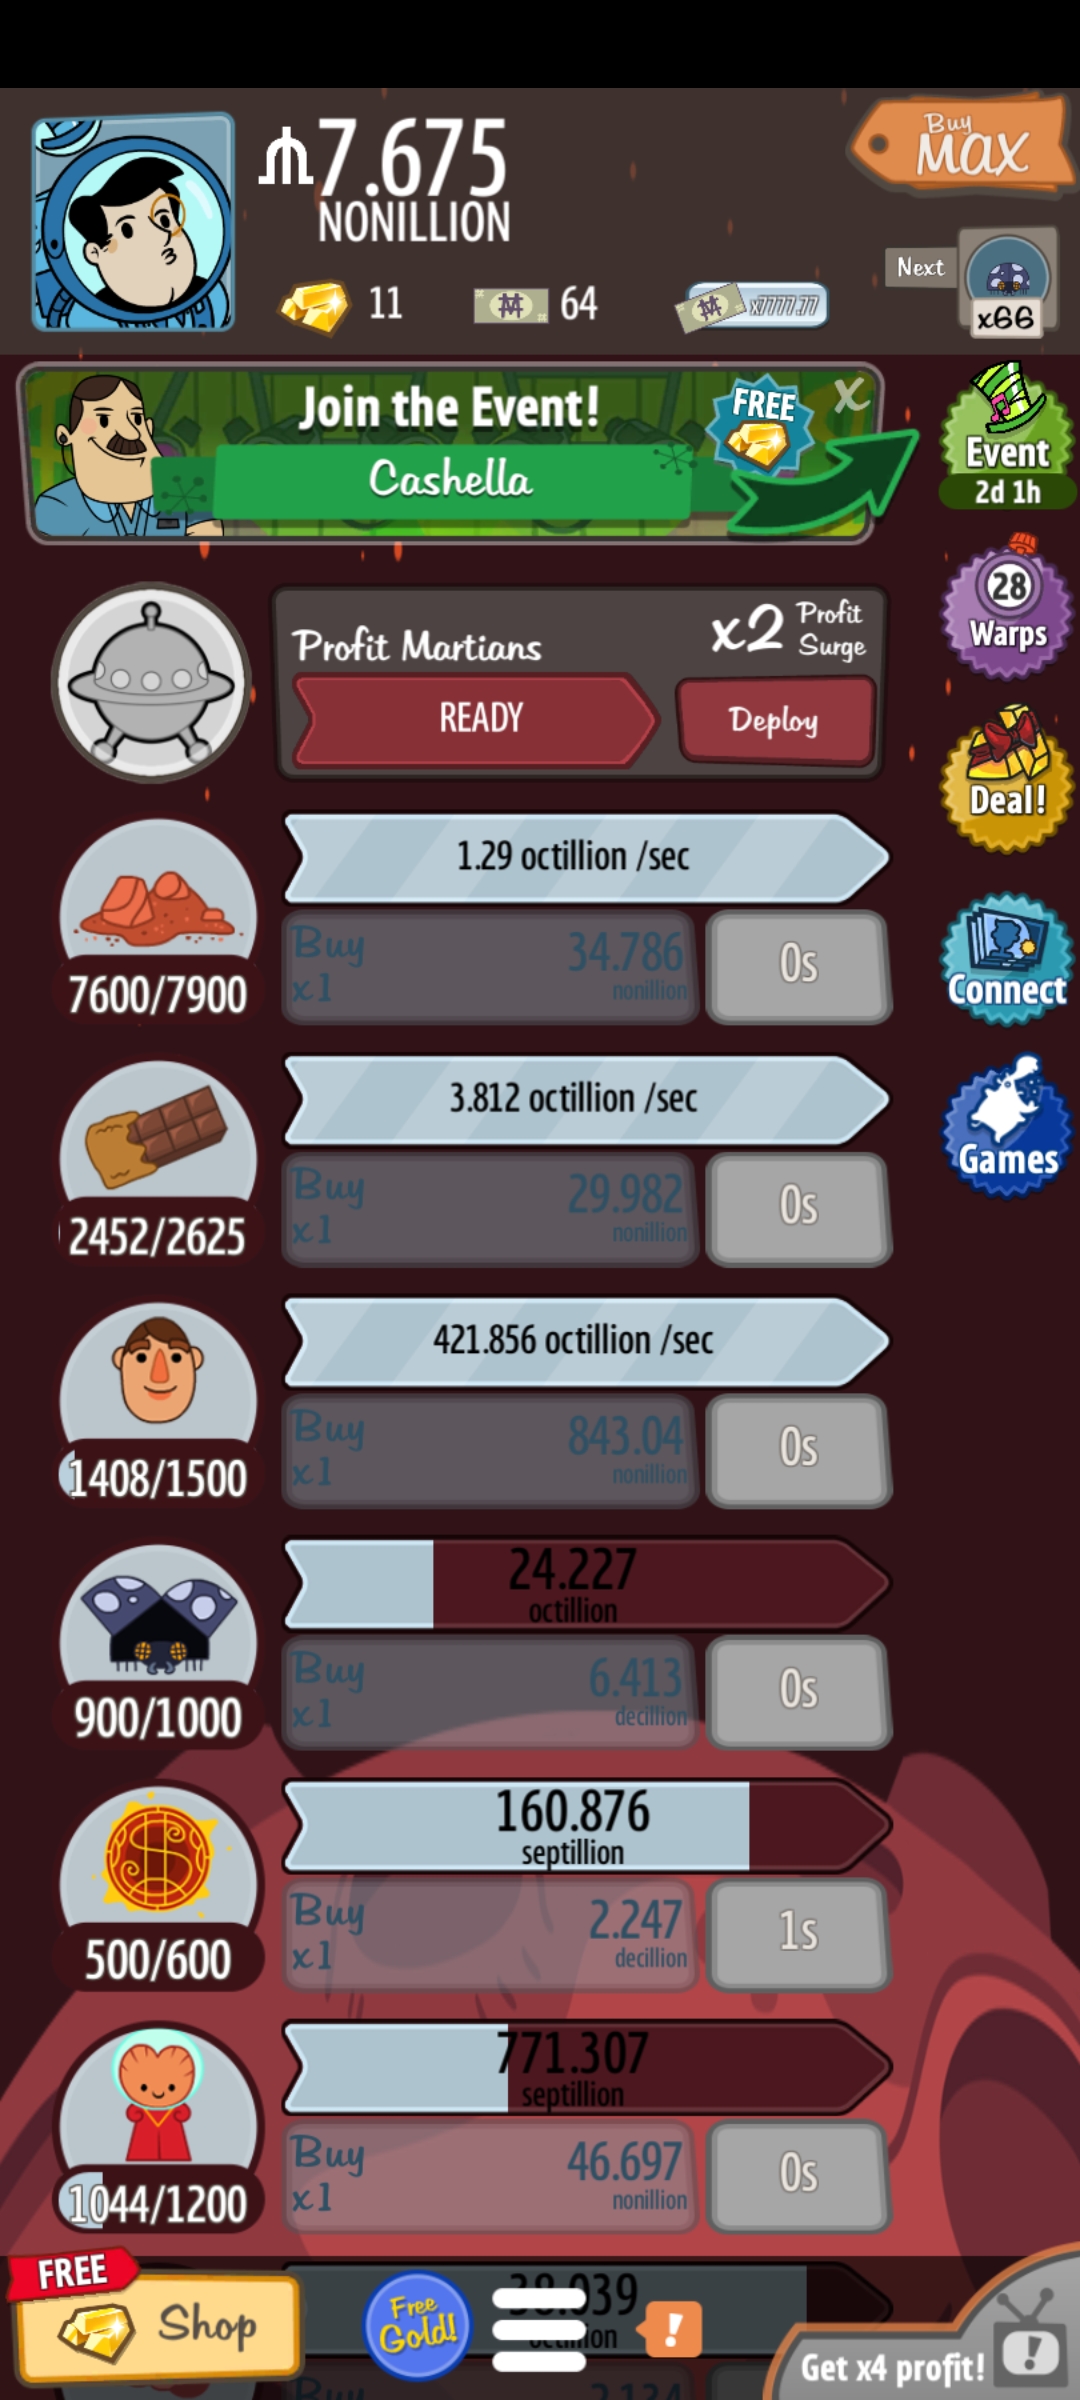 7.675
NONILLION
Buy
MAX
11
64
x7777.77
Next
x66
Join the Event!
FREE
X
Cashella
Event
2d 1h
28
Warps
Profit Martians
x2 Profit
Surge
READY
Deploy
Deal!
1.29 octillion /sec
Buy
x1
34.786
nonillion
0s
7600/7900
Connect
3.812 octillion /sec
Buy
x1
29.982
nonillion
0s
2452/2625
Games
421.856 octillion /sec
Buy
x1
843.04
nonillion
0s
1408/1500
24.227
octillion
Buy
x1
6.413
decillion
0s
900/1000
160.876
septillion
Buy
x1
2.247
decillion
1s
500/600
771.307
septillion
Buy
x1
46.697
nonillion
0s
1044/1200
FREE
Shop
Free
Gold!
!
Get x4 profit!
!